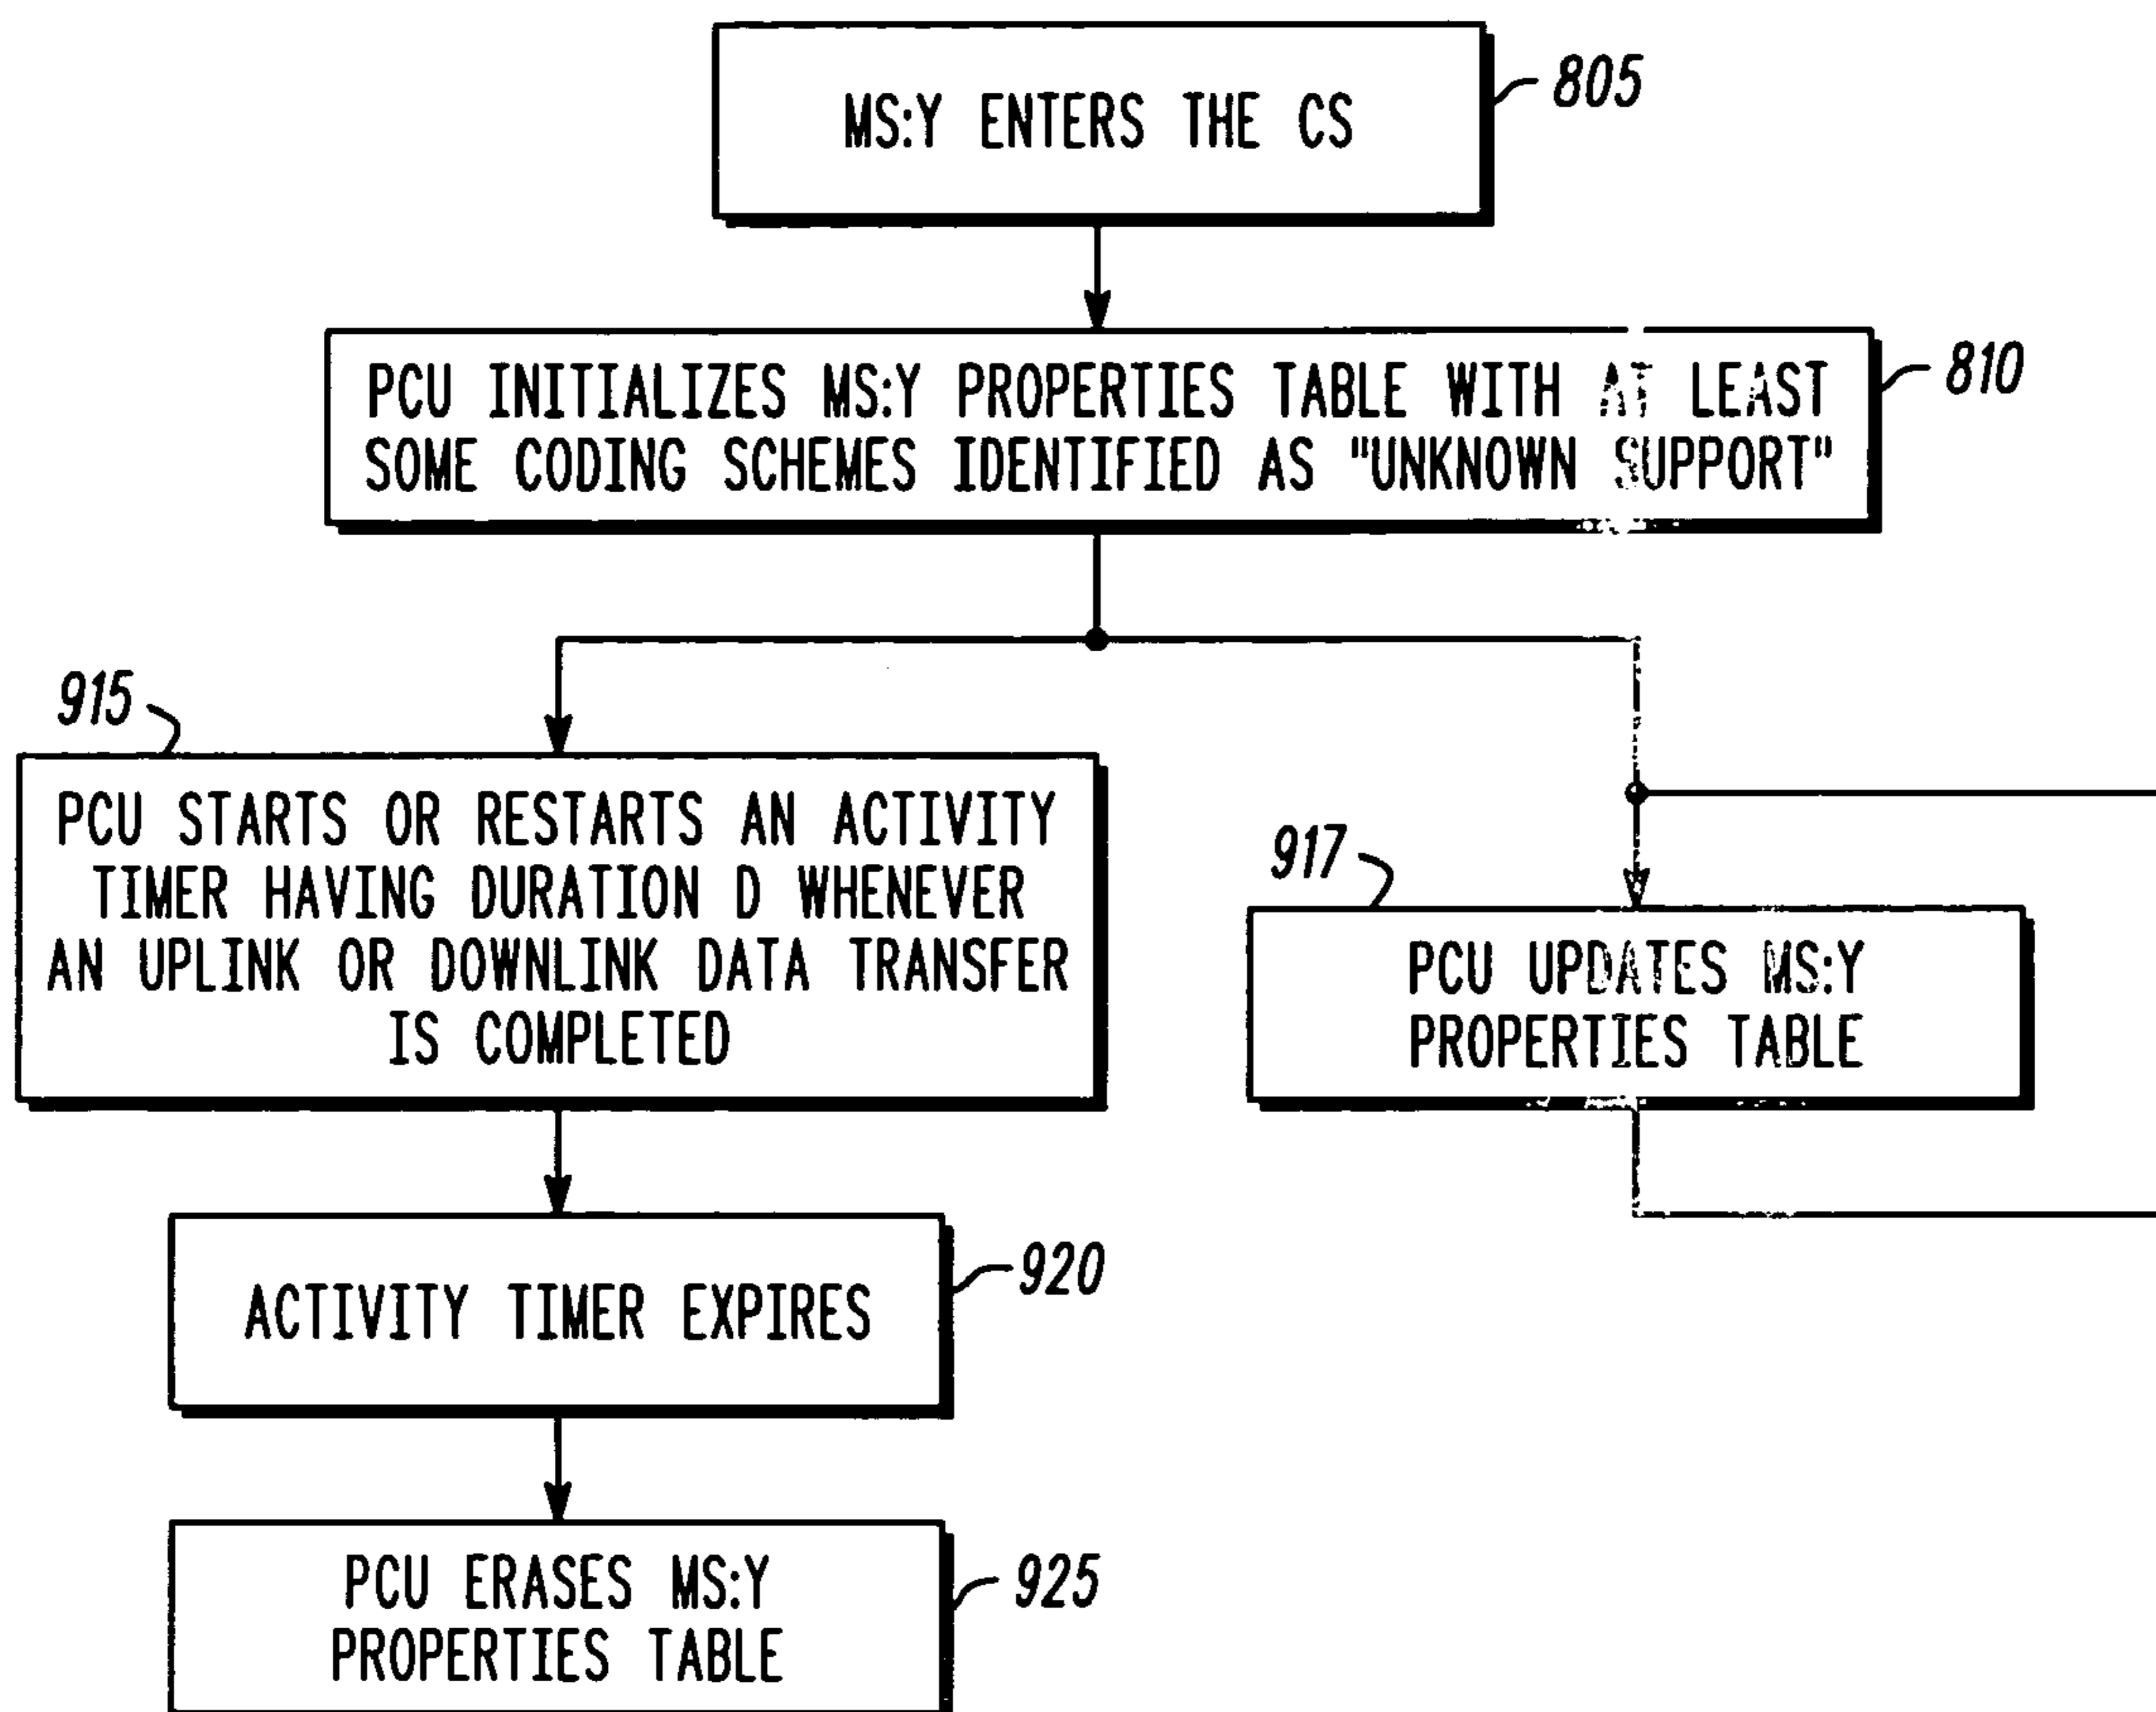 MS:Y ENTERS THE CS
805
PCU INITIALIZES MS:Y PROPERTIES TABLE WITH AT LEAST
SOME CODING SCHEMES IDENTIFIED AS "UNKNOWN SUPPORT"
810
915
PCU STARTS OR RESTARTS AN ACTIVITY
TIMER HAVING DURATION D WHENEVER
AN UPLINK OR DOWNLINK DATA TRANSFER
IS COMPLETED
917
PCU UPDATES MS:Y
PROPERTIES TABLE
ACTIVITY TIMER EXPIRES
920
PCU ERASES MS:Y
PROPERTIES TABLE
925